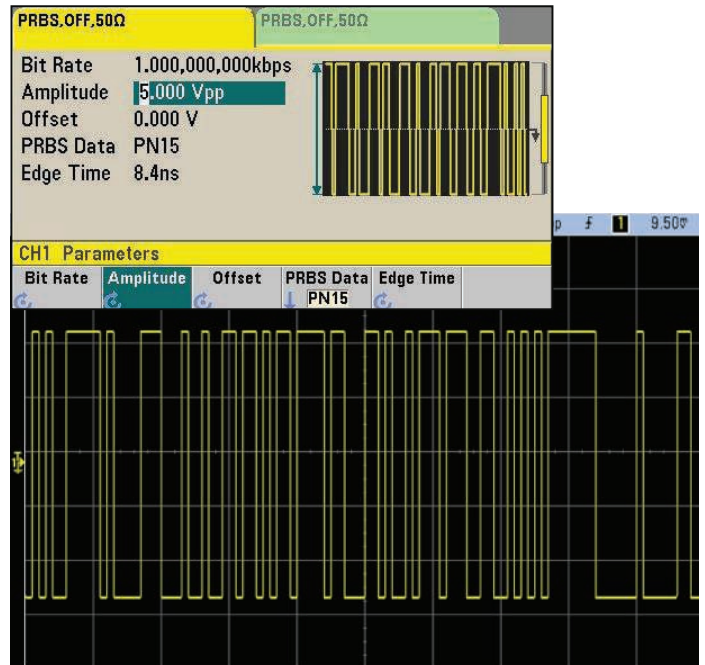 PRBS,OFF,50Ω
PRBS,OFF,50Ω
Bit Rate 1.000,000,000kbps
Amplitude 5.000 Vpp
Offset 0.000 V
PRBS Data PN15
Edge Time 8.4ns
1 9.50V
CH1 Parameters
Bit Rate Amplitude Offset PRBS Data Edge Time
PN15